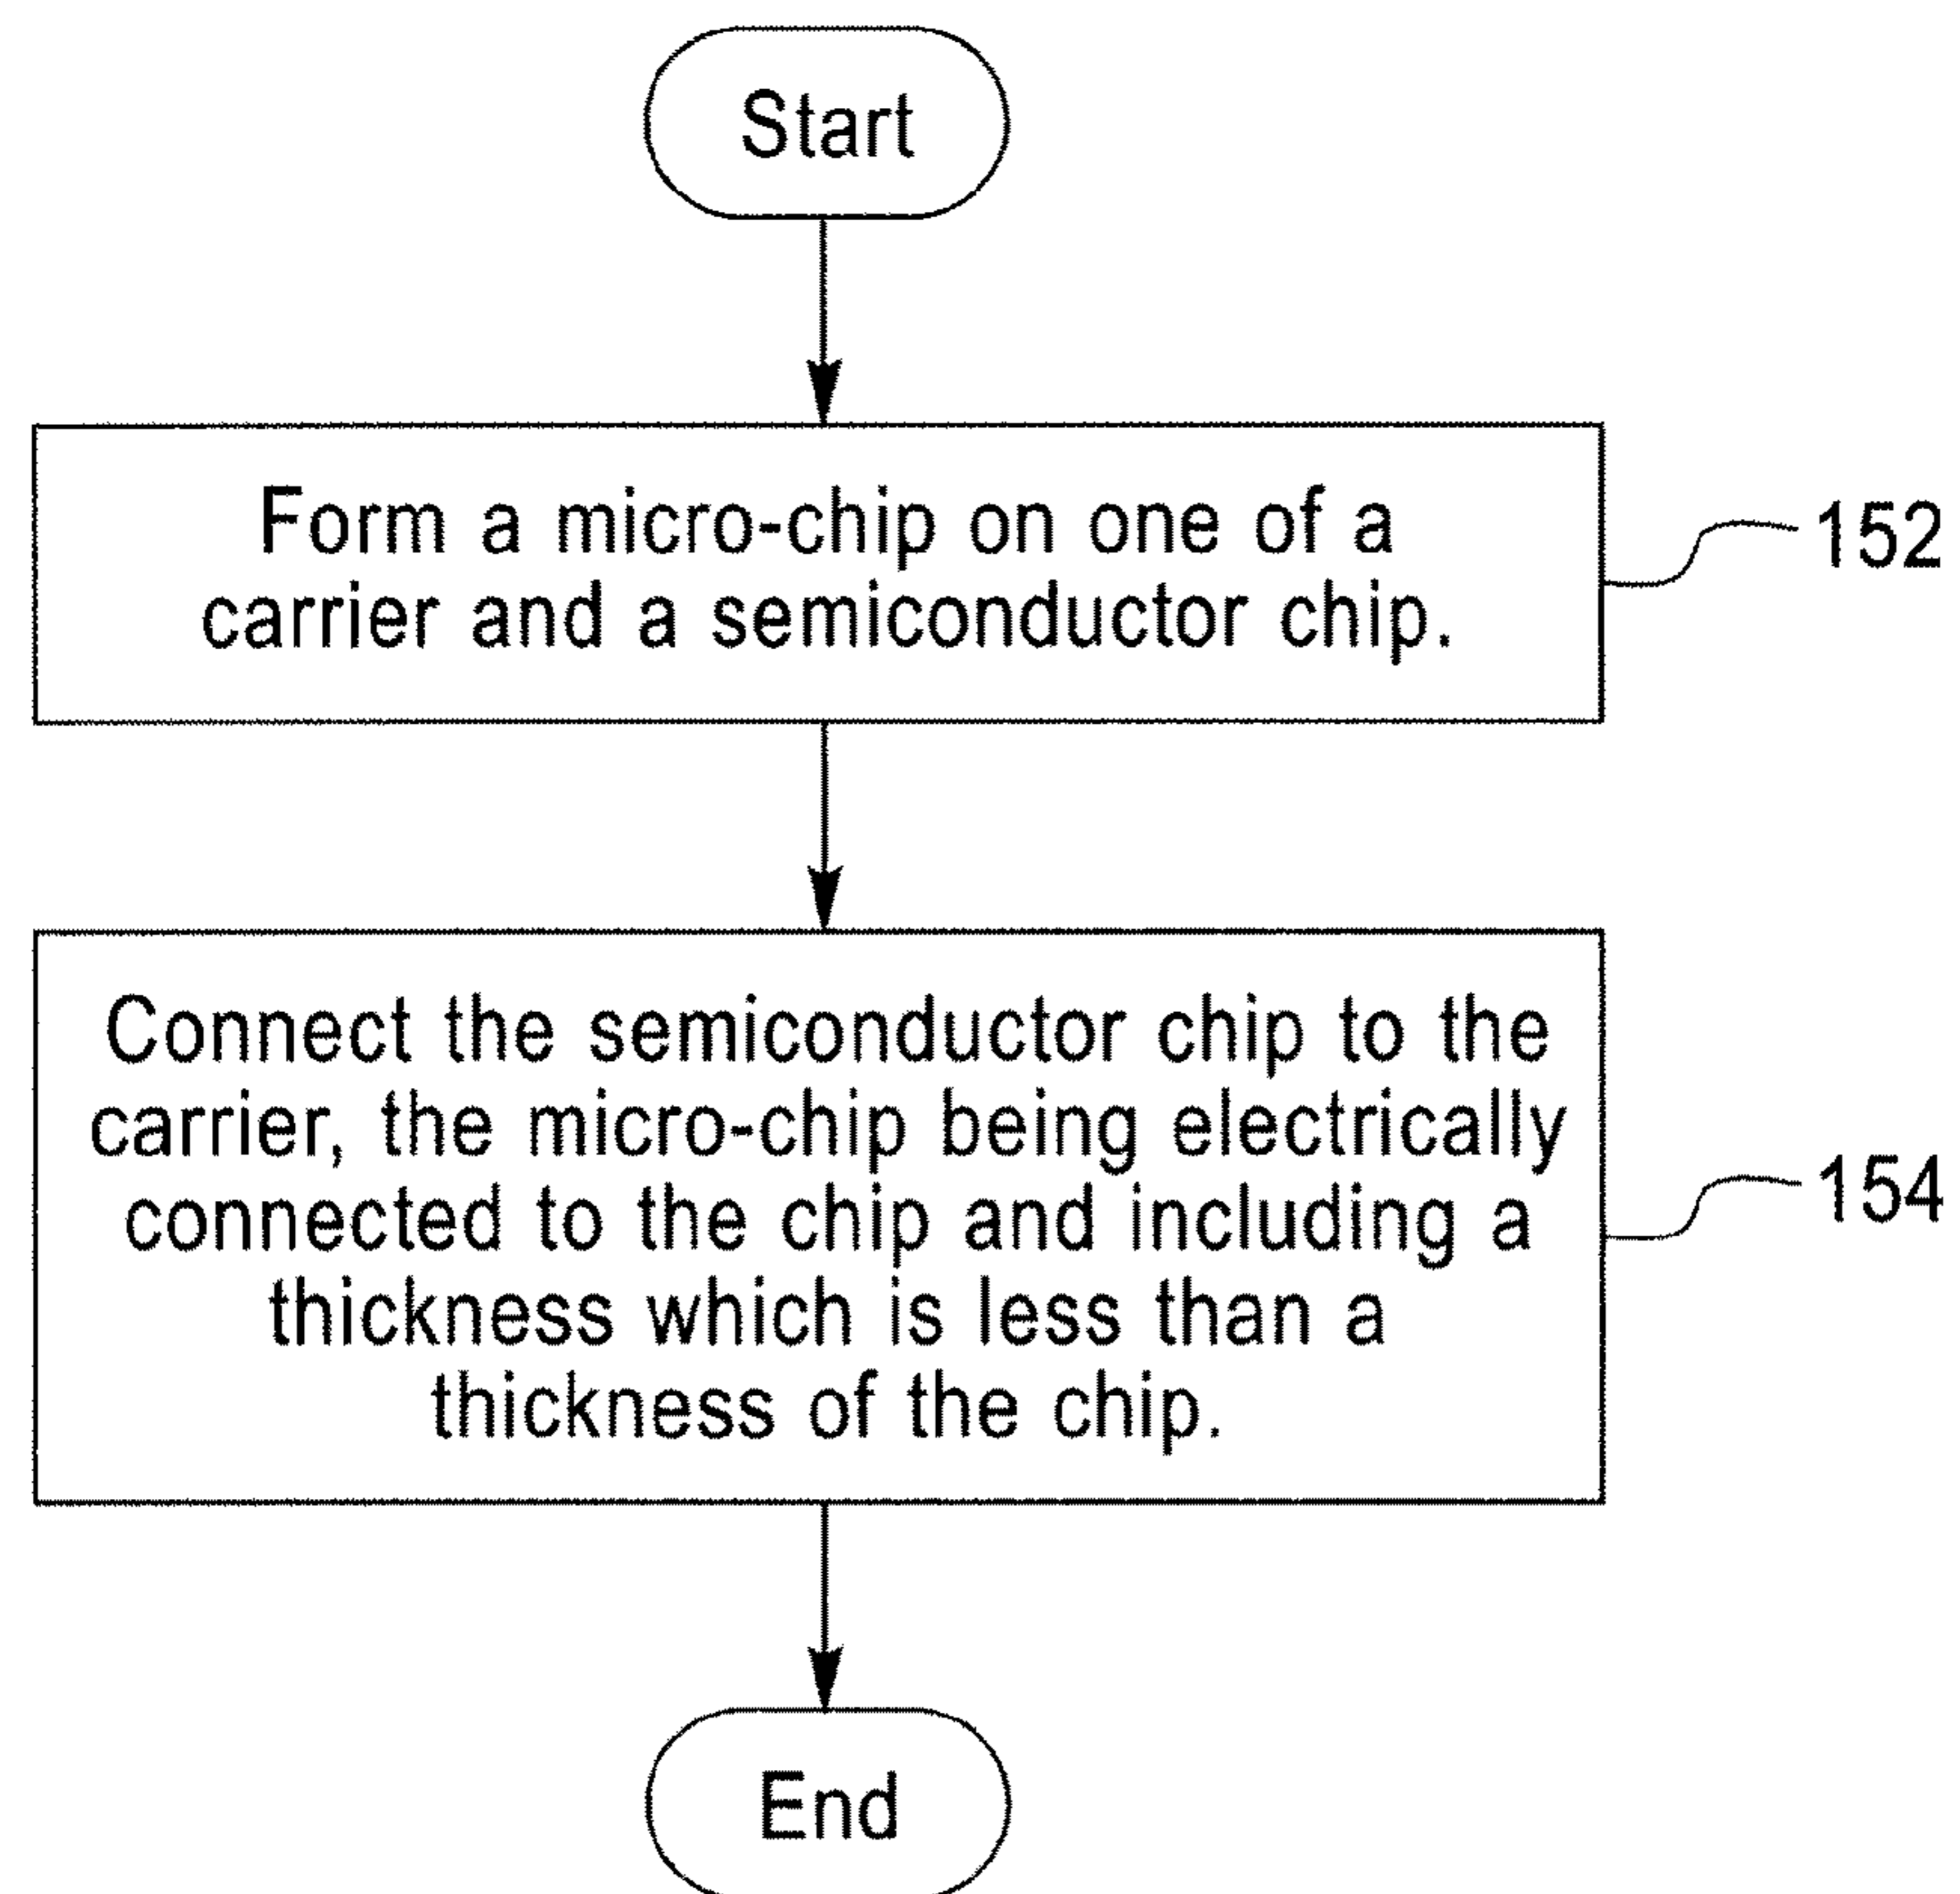 Start
Form a micro-chip on one of a
carrier and a semiconductor chip.
152
Connect the semiconductor chip to the
carrier, the micro-chip being electrically
connected to the chip and including a
thickness which is less than a
thickness of the chip.
154
End